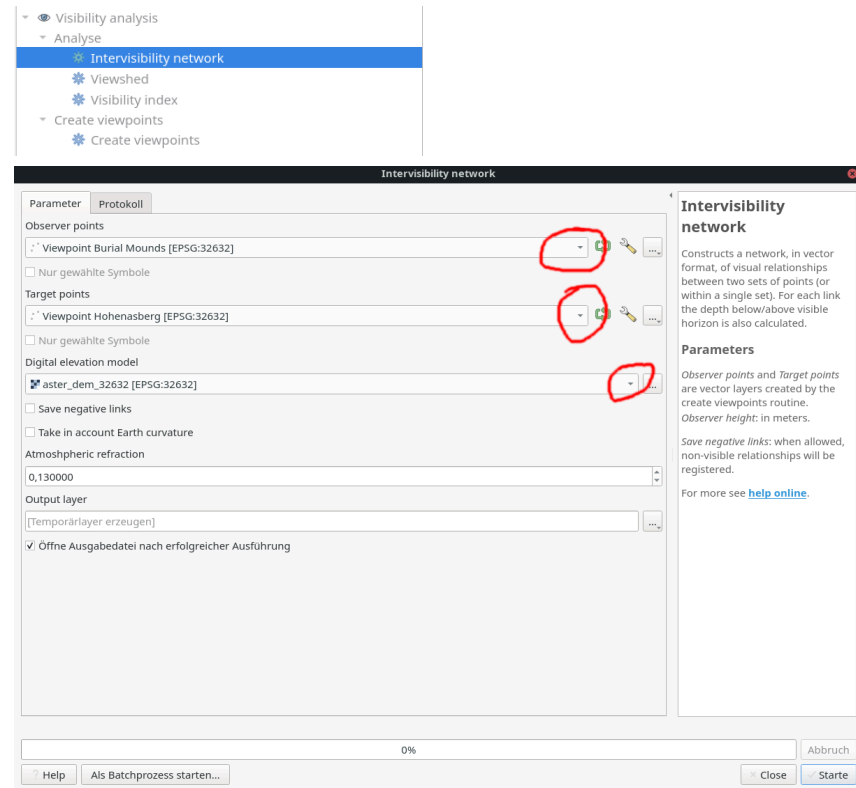 Visibility analysis
Analyse
Intervisibility network
Viewshed
Visibility index
Create viewpoints
Create viewpoints
Intervisibility network
Parameter Protokoll
Observer points
Viewpoint Burial Mounds [EPSG:32632]
...
Nur gewählte Symbole
Target points
Viewpoint Hohenasberg [EPSG:32632]
...
Nur gewählte Symbole
Digital elevation model
aster_dem_32632 [EPSG:32632]
...
Save negative links
Take in account Earth curvature
Atmoshpheric refraction
0,130000
Output layer
[Temporärlayer erzeugen]
...
Öffne Ausgabedatei nach erfolgreicher Ausführung
Intervisibility
network
Constructs a network, in vector
format, of visual relationships
between two sets of points (or
within a single set). For each link
the depth below/above visible
horizon is also calculated.
Parameters
Observer points and Target points
are vector layers created by the
create viewpoints routine.
Observer height: in meters.
Save negative links: when allowed,
non-visible relationships will be
registered.
For more see help online.
0%
Abbruch
Help Als Batchprozess starten...
Close Starte